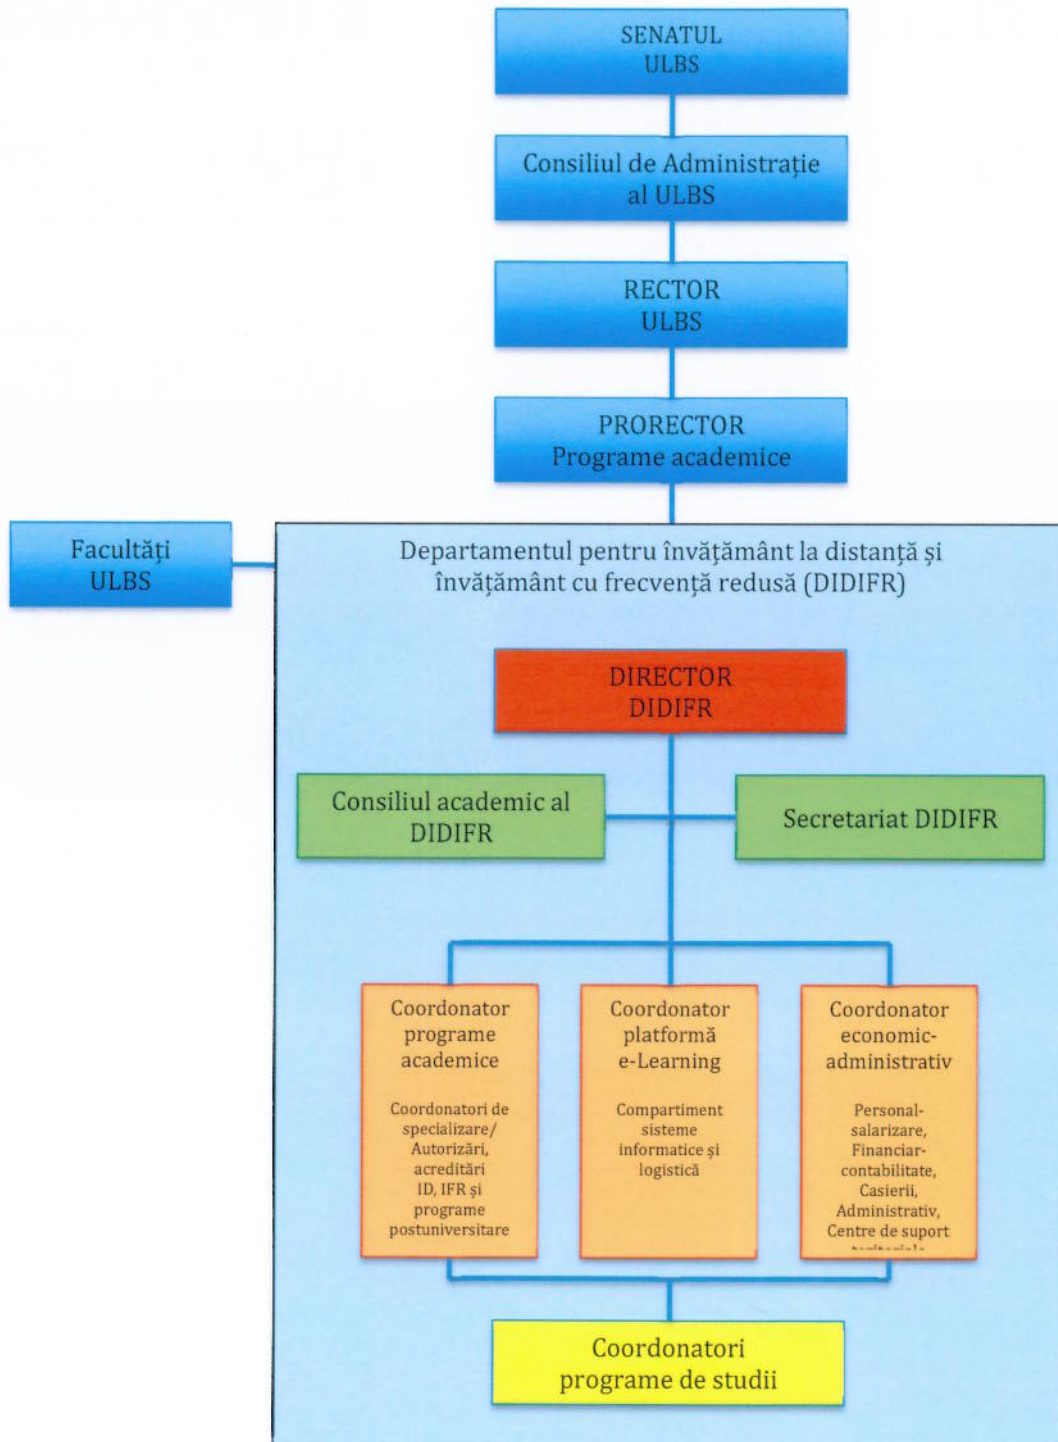 SENATUL
ULBS
Consiliul de Administrație
al ULBS
RECTOR
ULBS
PRORECTOR
Programe academice
Facultăți
ULBS
Departamentul pentru învățământ la distanță și
învățământ cu frecvență redusă (DIDIFR)
DIRECTOR
DIDIFR
Consiliul academic al
DIDIFR
Secretariat DIDIFR
Coordonator
programe
academice
Coordonatori de
specializare/
Autorizări,
acreditări
ID, IFR și
programe
postuniversitare
Coordonator
platformă
e-Learning
Compartiment
sisteme
informatice și
logistică
Coordonator
economic-
administrativ
Personal-
salarizare,
Financiar-
contabilitate,
Casierii,
Administrativ,
Centre de suport
Coordonatori
programe de studii